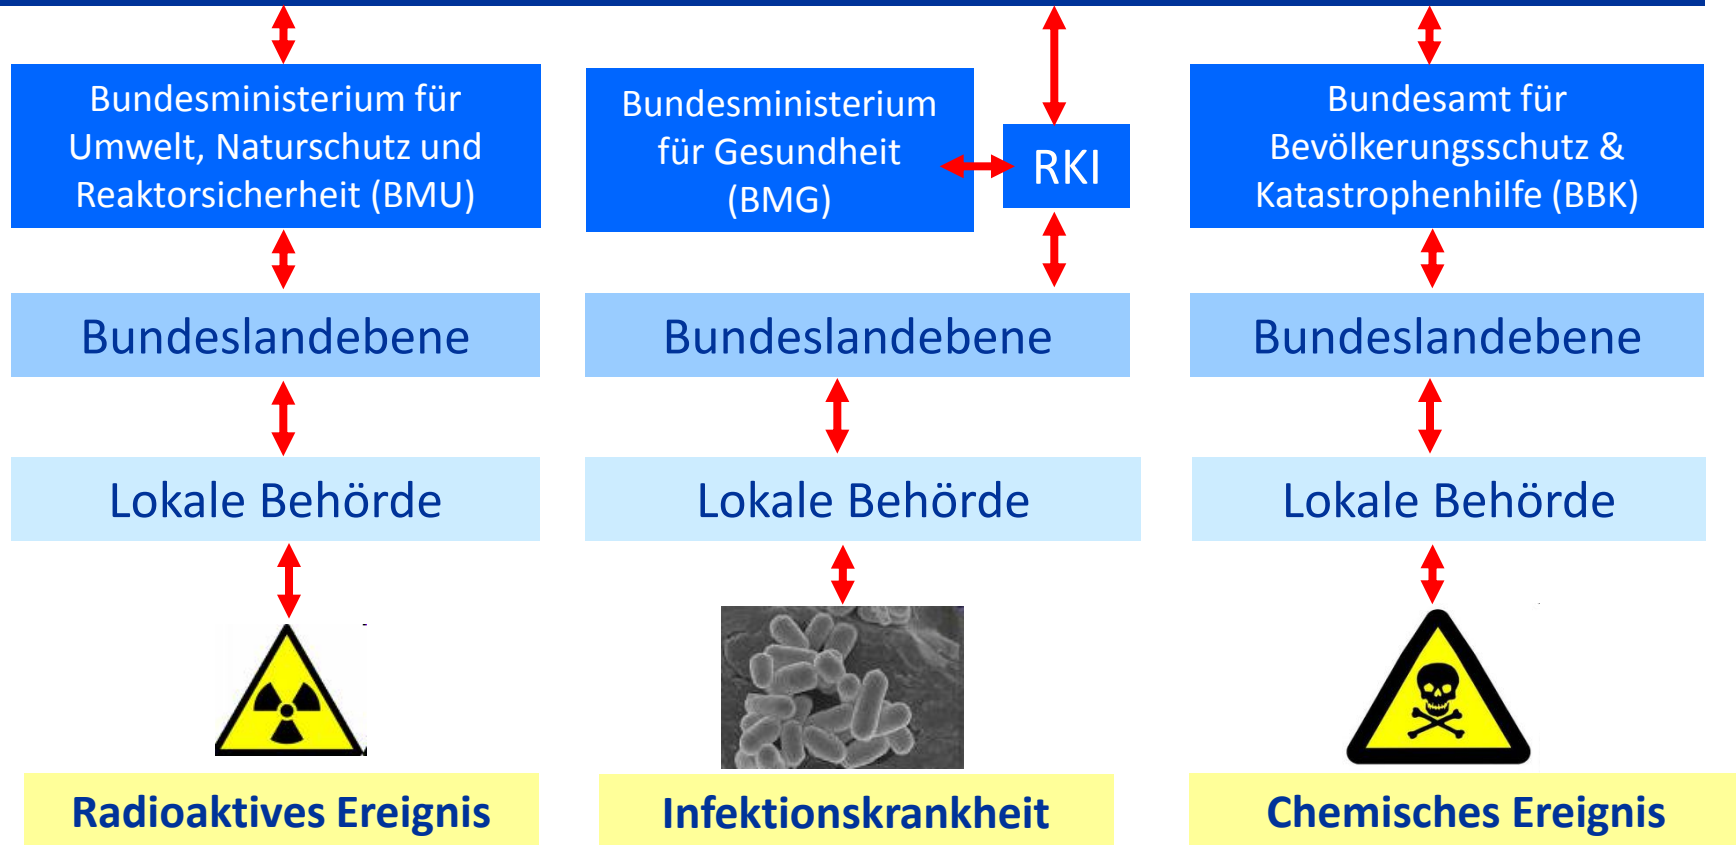 Bundesministerium für
Umwelt, Naturschutz und
Reaktorsicherheit (BMU)
Bundesministerium
für Gesundheit
(BMG)
RKI
Bundesamt für
Bevölkerungsschutz &
Katastrophenhilfe (BBK)
Bundeslandebene
Bundeslandebene
Bundeslandebene
Lokale Behörde
Lokale Behörde
Lokale Behörde
Radioaktives Ereignis
Infektionskrankheit
Chemisches Ereignis